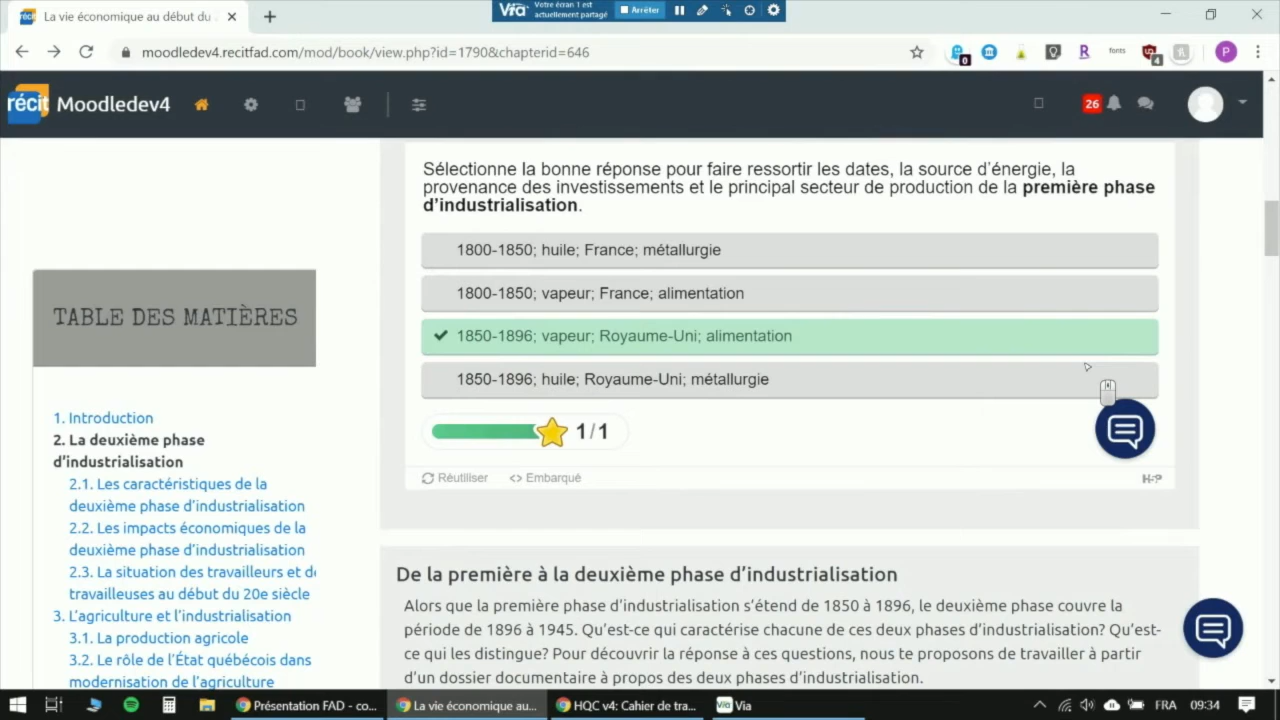 La vie économique au début du
Via
Votre écran 1 est
actuellement partagé
Arrêter
moodledev4.recitfad.com/mod/book/view.php?id=1790&chapterid=646
0
R
fonts
4
P
récit Moodledev4
26
Sélectionne la bonne réponse pour faire ressortir les dates, la source d'énergie, la
provenance des investissements et le principal secteur de production de la première phase
d'industrialisation.
1800-1850; huile; France; métallurgie
1800-1850; vapeur; France; alimentation
1850-1896; vapeur; Royaume-Uni; alimentation
1850-1896; huile; Royaume-Uni; métallurgie
1/1
Réutiliser
<> Embarqué
H5P
TABLE DES MATIÈRES
1. Introduction
2. La deuxième phase
d'industrialisation
2.1. Les caractéristiques de la
deuxième phase d'industrialisation
2.2. Les impacts économiques de la
deuxième phase d'industrialisation
2.3. La situation des travailleurs et de
travailleuses au début du 20e siècle
3. L'agriculture et l'industrialisation
3.1. La production agricole
3.2. Le rôle de l'État québécois dans
modernisation de l'agriculture
De la première à la deuxième phase d'industrialisation
Alors que la première phase d'industrialisation s'étend de 1850 à 1896, le deuxième phase couvre la
période de 1896 à 1945. Qu'est-ce qui caractérise chacune de ces deux phases d'industrialisation? Qu'est-
ce qui les distingue? Pour découvrir la réponse à ces questions, nous te proposons de travailler à partir
d'un dossier documentaire à propos des deux phases d'industrialisation.
Présentation FAD - co...
La vie économique au...
HQC v4: Cahier de tra...
Via
FRA
09:34